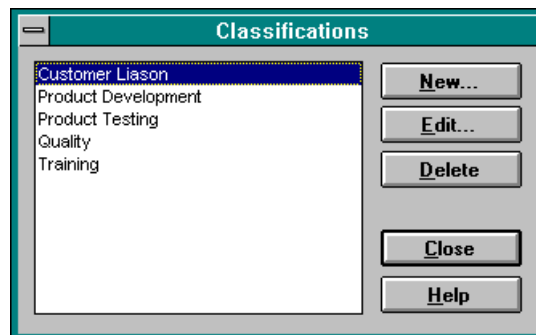 Classifications
Customer Liason
Product Development
Product Testing
Quality
Training
New...
Edit...
Delete
Close
Help